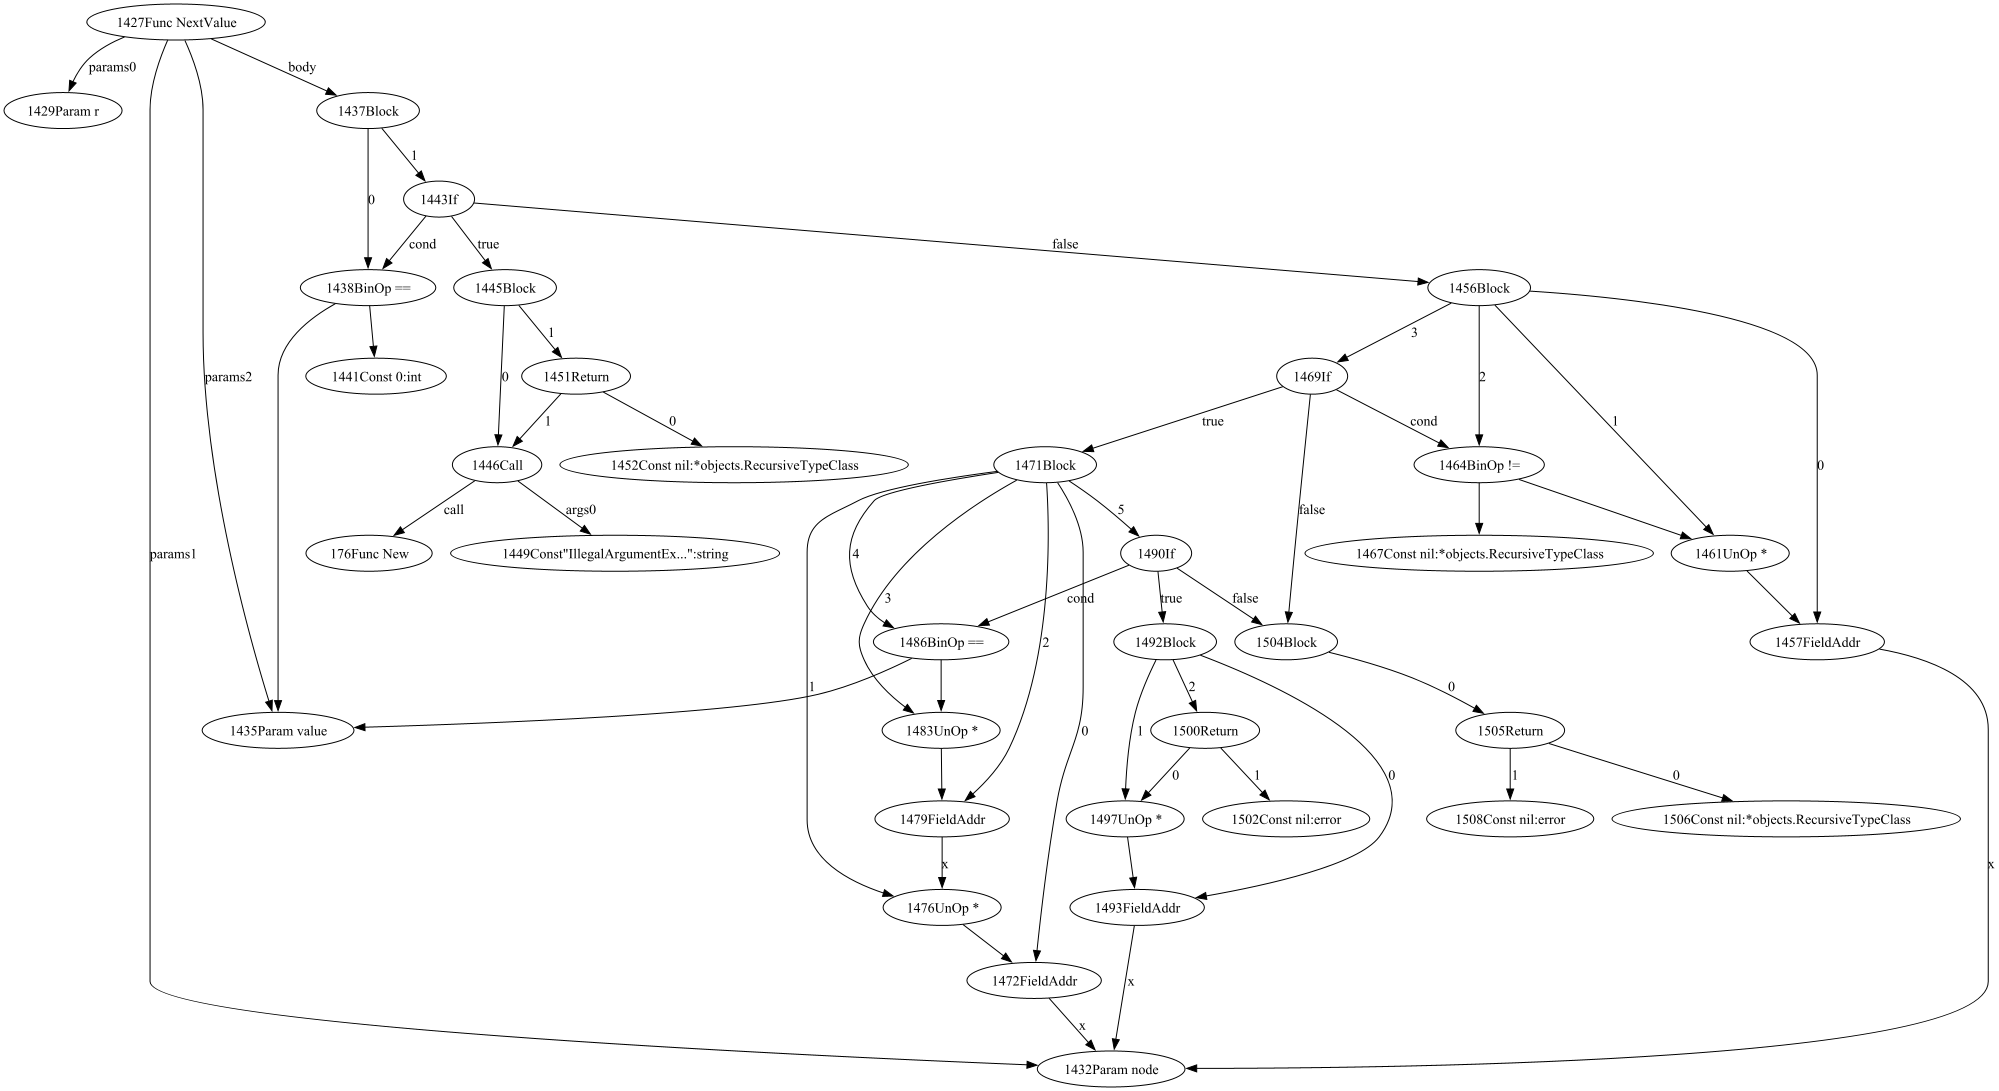 1427Func NextValue
params0
body
1429Param r
1437Block
1
1443If
0
cond
true
false
1438BinOp ==
1445Block
1456Block
1
3
params2
1441Const 0:int
0
1451Return
1469If
2
1
0
1
0
true
cond
1446Call
1452Const nil:*objects.RecursiveTypeClass
1471Block
1464BinOp !=
call
args0
5
false
params1
176Func New
1449Const"IllegalArgumentEx...":string
4
1490If
1467Const nil:*objects.RecursiveTypeClass
1461UnOp *
3
cond
true
false
1486BinOp ==
2
1492Block
1504Block
1457FieldAddr
1
2
0
1435Param value
1483UnOp *
0
1
1500Return
1505Return
0
1
0
1
0
1479FieldAddr
1497UnOp *
1502Const nil:error
1508Const nil:error
1506Const nil:*objects.RecursiveTypeClass
x
x
1476UnOp *
1493FieldAddr
1472FieldAddr
x
x
1432Param node